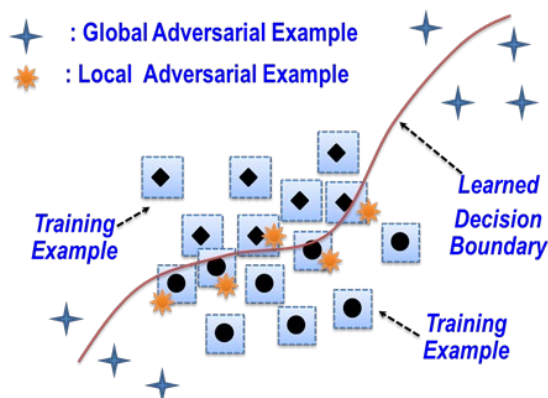 : Global Adversarial Example
: Local Adversarial Example
Learned
Decision
Boundary
Training
Example
Training
Example